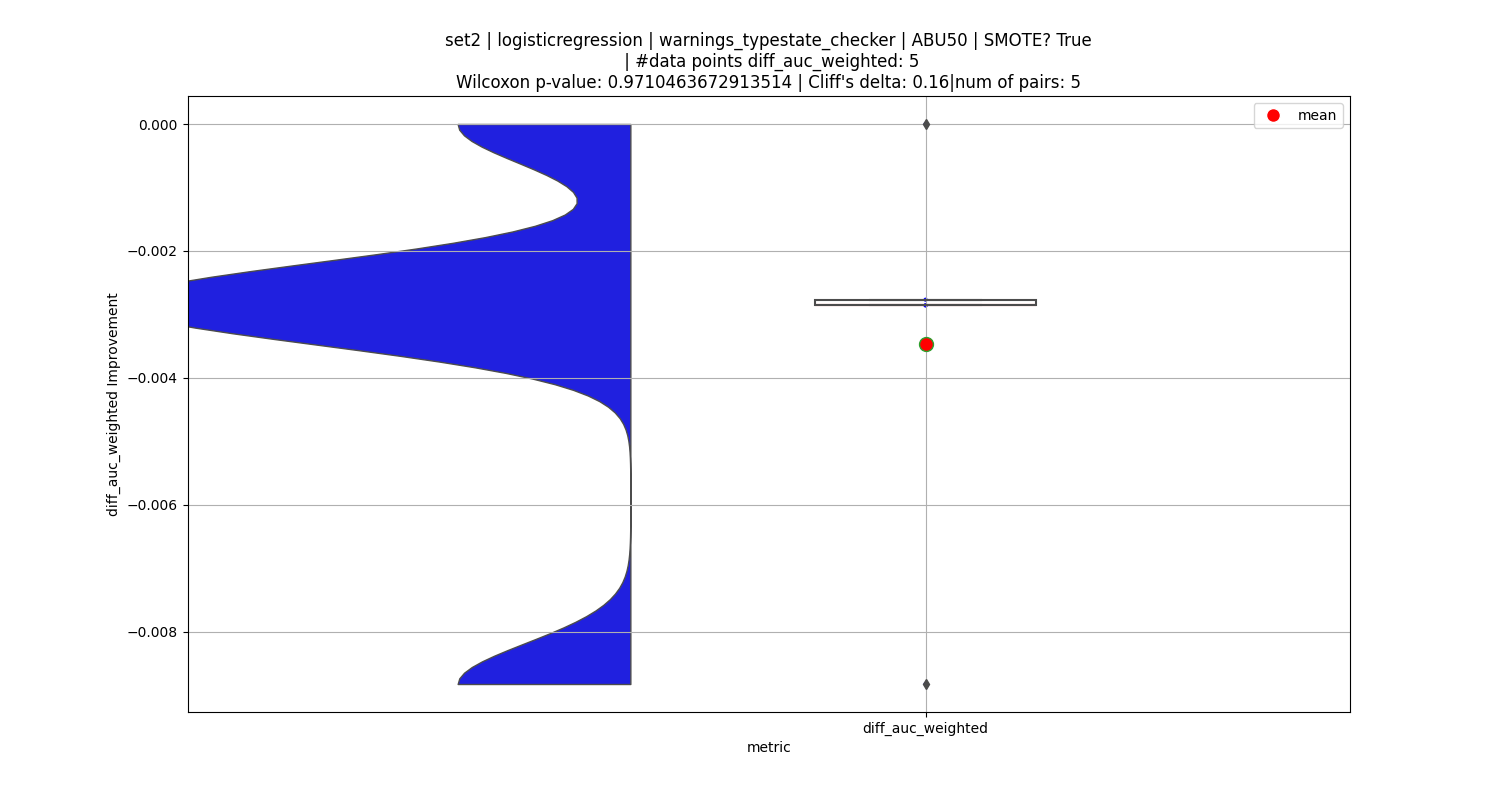 set2 | logisticregression | warnings_typestate_checker | ABU50 | SMOTE? True
| #data points diff_auc_weighted: 5
Wilcoxon p-value: 0.9710463672913514 | Cliff's delta: 0.16|num of pairs: 5
mean
0.000
−0.002
−0.004
−0.006
−0.008
diff_auc_weighted Improvement
diff_auc_weighted
metric